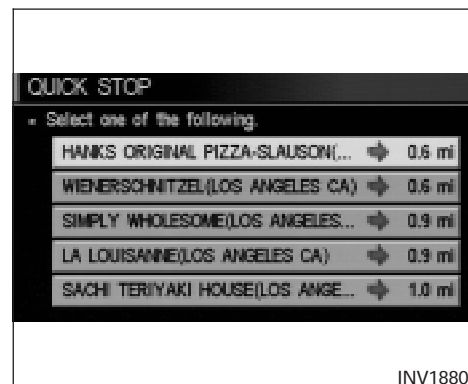 QUICK STOP
Select one of the following.
HANKS ORIGINAL PIZZA-SLAUSON(... 0.6 mi
WIENERSCHNITZEL(LOS ANGELES CA) 0.6 mi
SIMPLY WHOLESOME(LOS ANGELES... 0.9 mi
LA LOUISANNE(LOS ANGELES CA) 0.9 mi
SACHI TERIYAKI HOUSE(LOS ANGE... 1.0 mi
INV1880